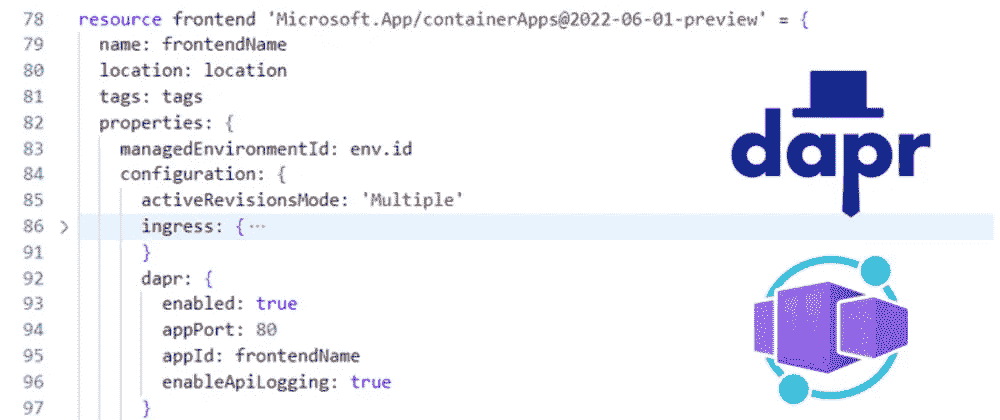 78 resource frontend 'Microsoft.App/containerApps@2022-06-01-preview' = {
79 name: frontendName
80 location: location
81 tags: tags
82 properties: {
83 managedEnvironmentId: env.id
84 configuration: {
85 activeRevisionsMode: 'Multiple'
86 > ingress: {···
91 }
92 dapr: {
93 enabled: true
94 appPort: 80
95 appId: frontendName
96 enableApiLogging: true
97 }
dapr